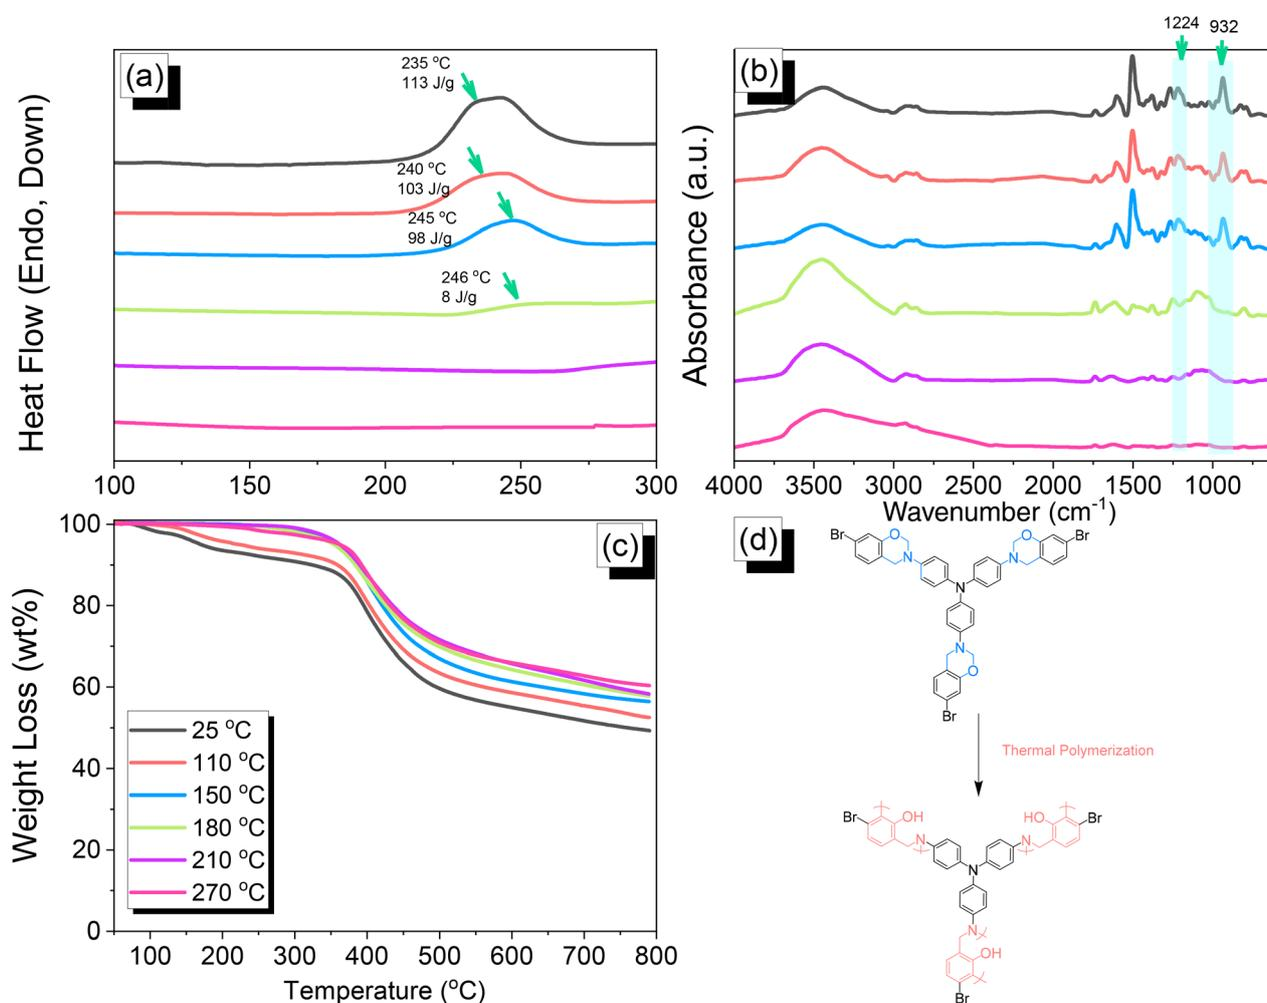 (a)
235 °C
113 J/g
240 °C
103 J/g
245 °C
98 J/g
246 °C
8 J/g
Heat Flow (Endo, Down)
100 150 200 250 300
1224 932
(b)
Absorbance (a.u.)
4000 3500 3000 2500 2000 1500 1000
Wavenumber (cm⁻¹)
(c)
Weight Loss (wt%)
100
80
60
40
20
0
25 °C
110 °C
150 °C
180 °C
210 °C
270 °C
100 200 300 400 500 600 700 800
Temperature (°C)
(d)
Br O O Br
N N
N
N
O
Br
Thermal Polymerization
Br OH HO Br
N N
N
N
OH
Br